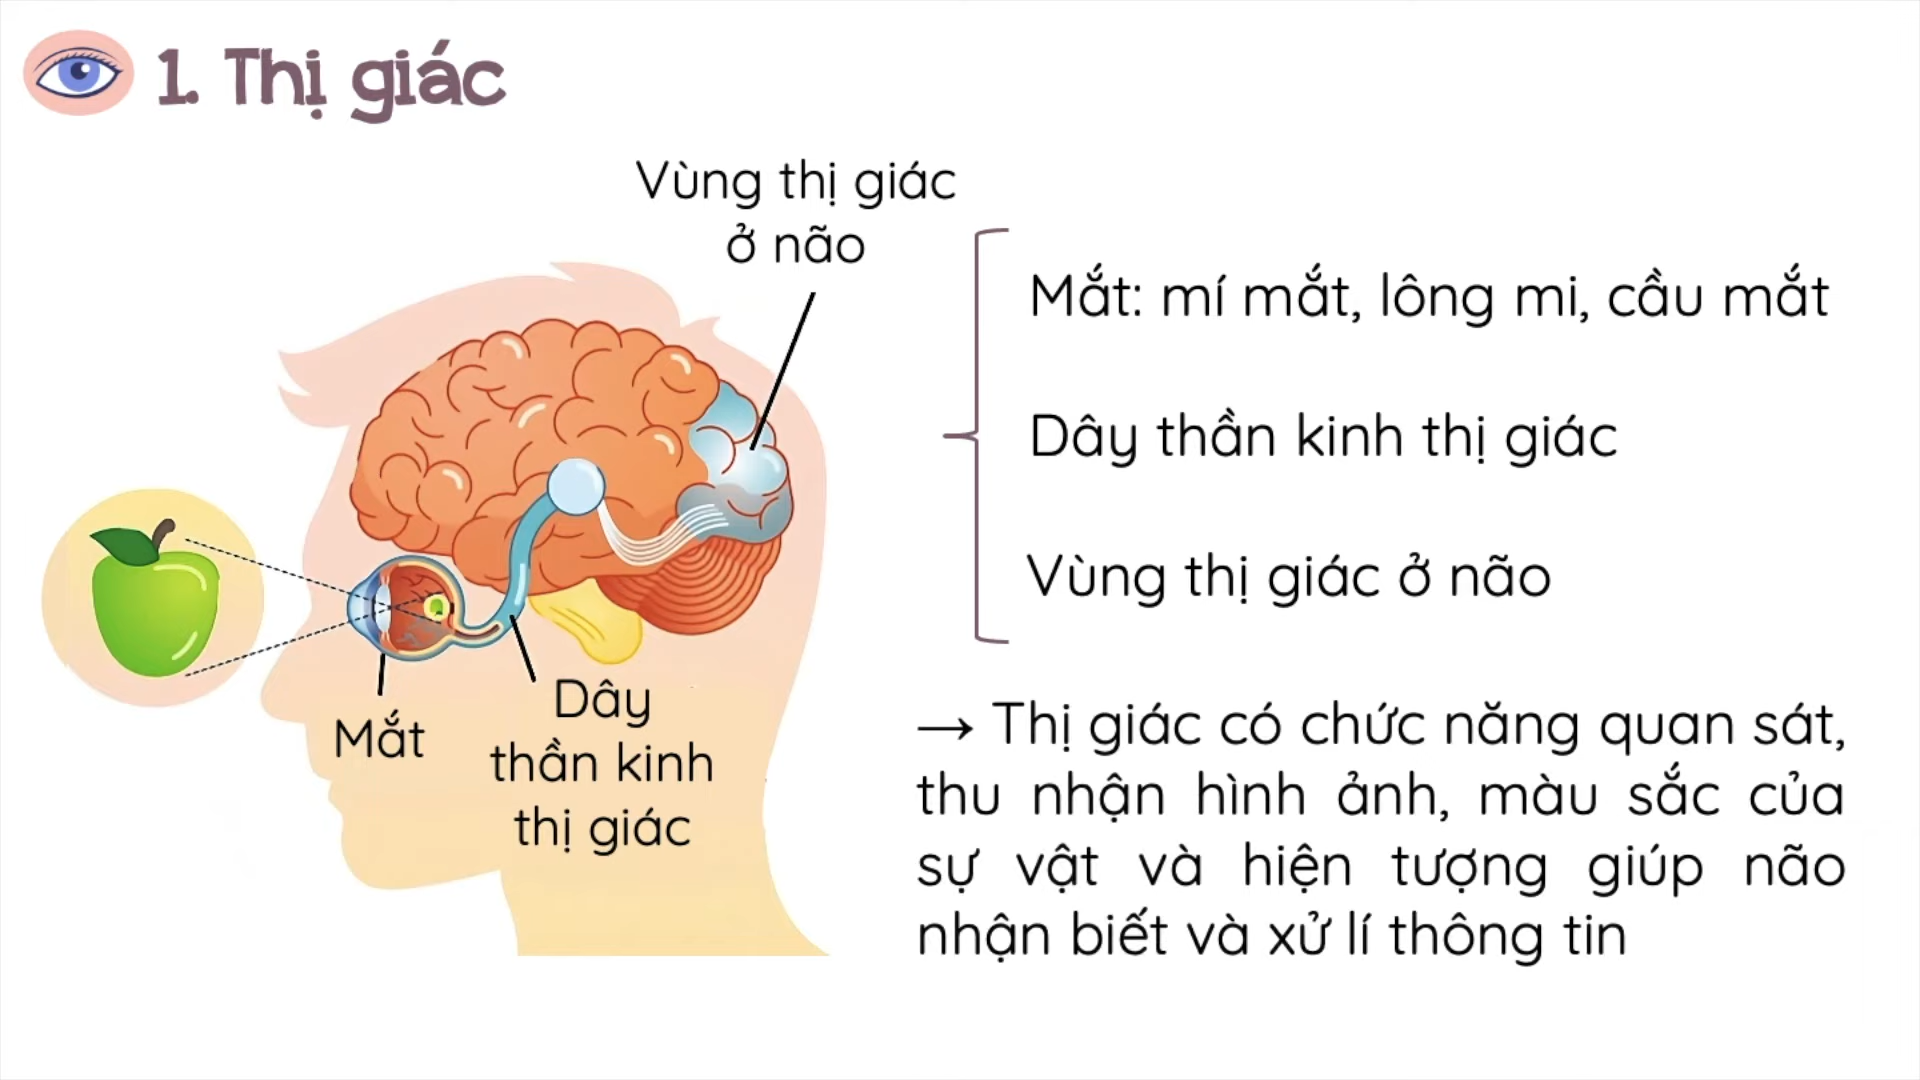 1. Thị giác
Vùng thị giác
ở não
Mắt
Dây
thần kinh
thị giác
Mắt: mí mắt, lông mi, cầu mắt
Dây thần kinh thị giác
Vùng thị giác ở não
→ Thị giác có chức năng quan sát,
thu nhận hình ảnh, màu sắc của
sự vật và hiện tượng giúp não
nhận biết và xử lí thông tin